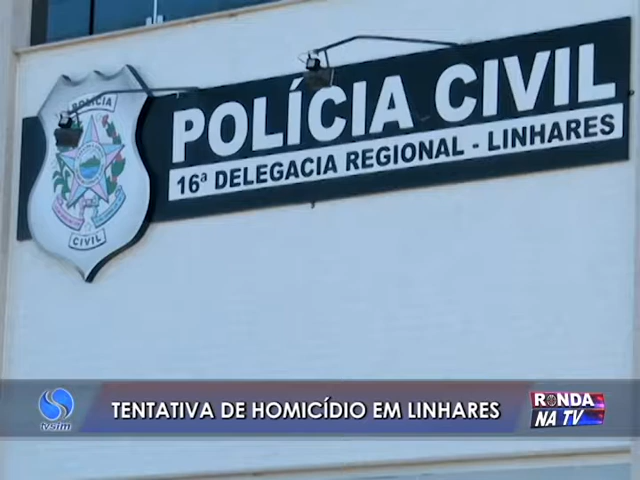 POLÍCIA
CIVIL
POLÍCIA CIVIL
16ª DELEGACIA REGIONAL - LINHARES
tvsim
TENTATIVA DE HOMICÍDIO EM LINHARES
RONDA
NA TV